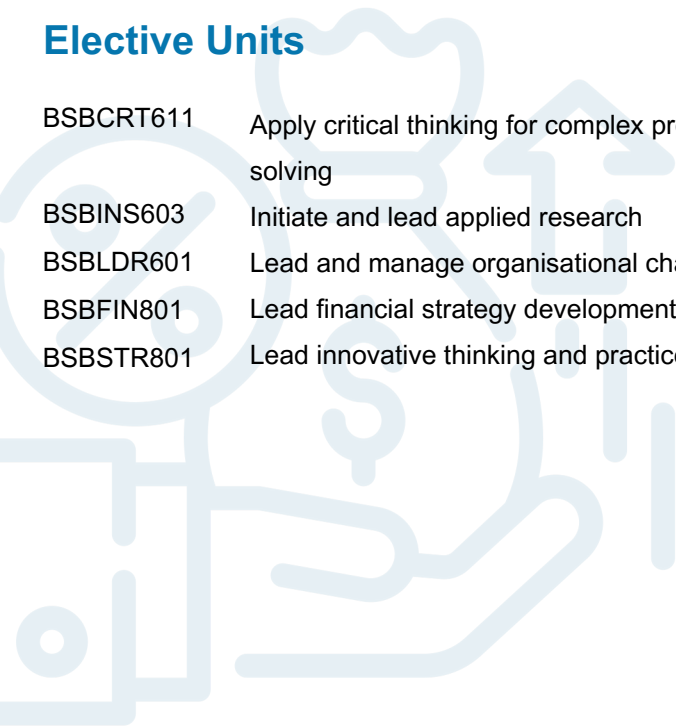 Elective Units
BSBCRT611 Apply critical thinking for complex
solving
BSBINS603 Initiate and lead applied research
BSBLDR601 Lead and manage organisational
BSBFIN801 Lead financial strategy development
BSBSTR801 Lead innovative thinking and
$